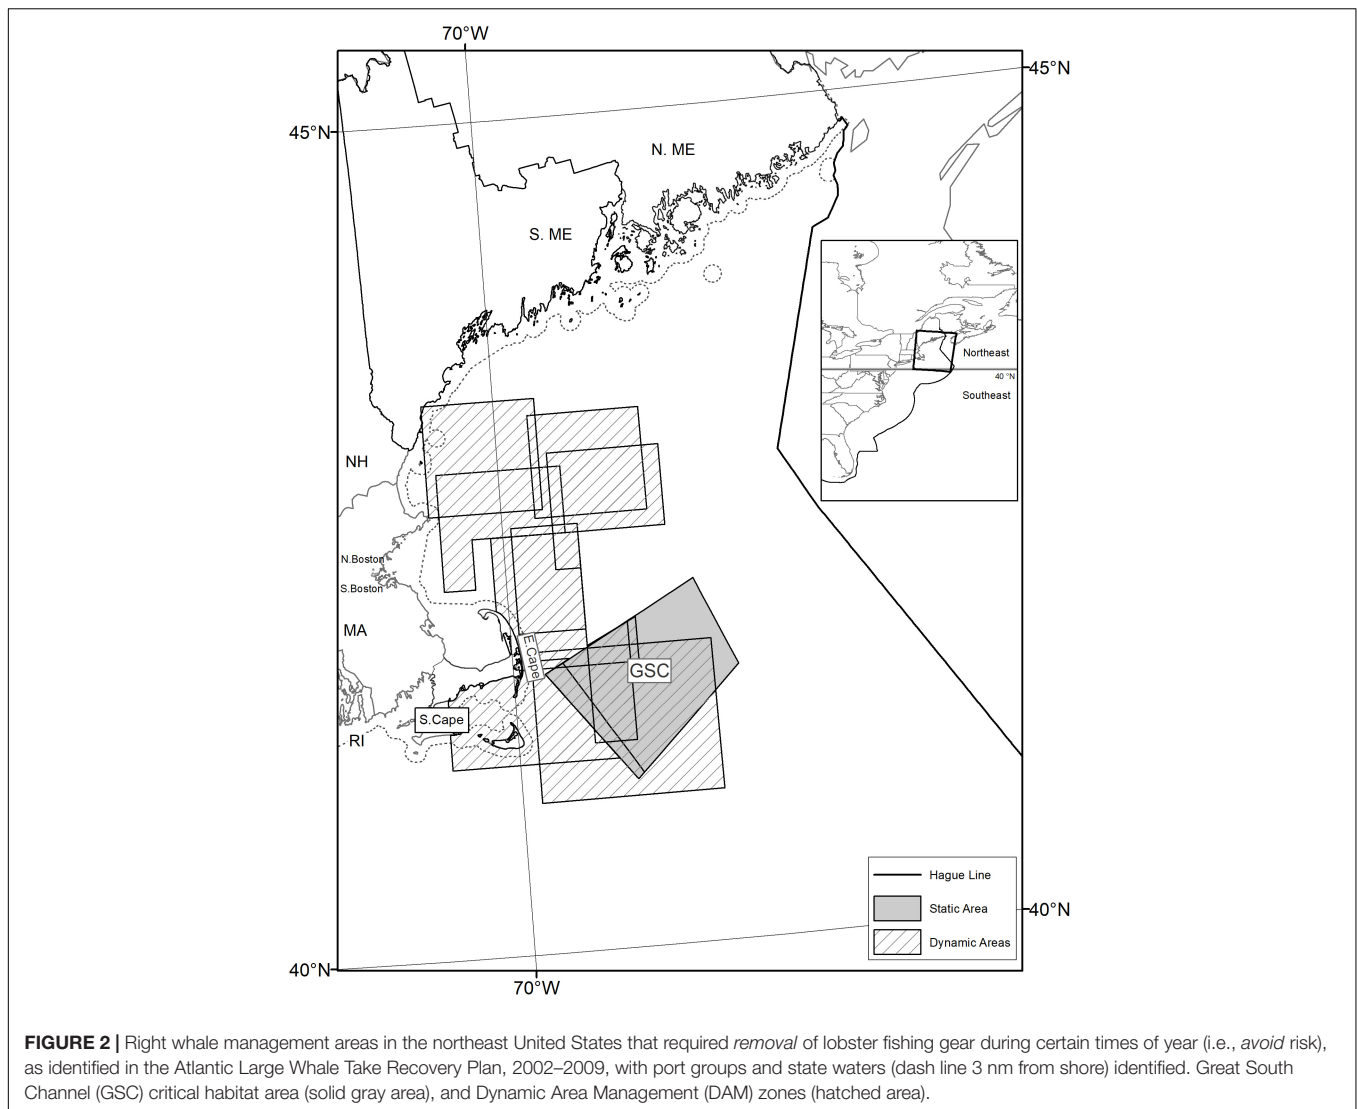 70°W
45°N
45°N
N. ME
S. ME
Northeast
40 °N
Southeast
NH
N.Boston
S.Boston
MA
E.Cape
GSC
S.Cape
RI
Hague Line
Static Area
Dynamic Areas
40°N
40°N
70°W
FIGURE 2 | Right whale management areas in the northeast United States that required removal of lobster fishing gear during certain times of year (i.e., avoid risk),
as identified in the Atlantic Large Whale Take Recovery Plan, 2002–2009, with port groups and state waters (dash line 3 nm from shore) identified. Great South
Channel (GSC) critical habitat area (solid gray area), and Dynamic Area Management (DAM) zones (hatched area).